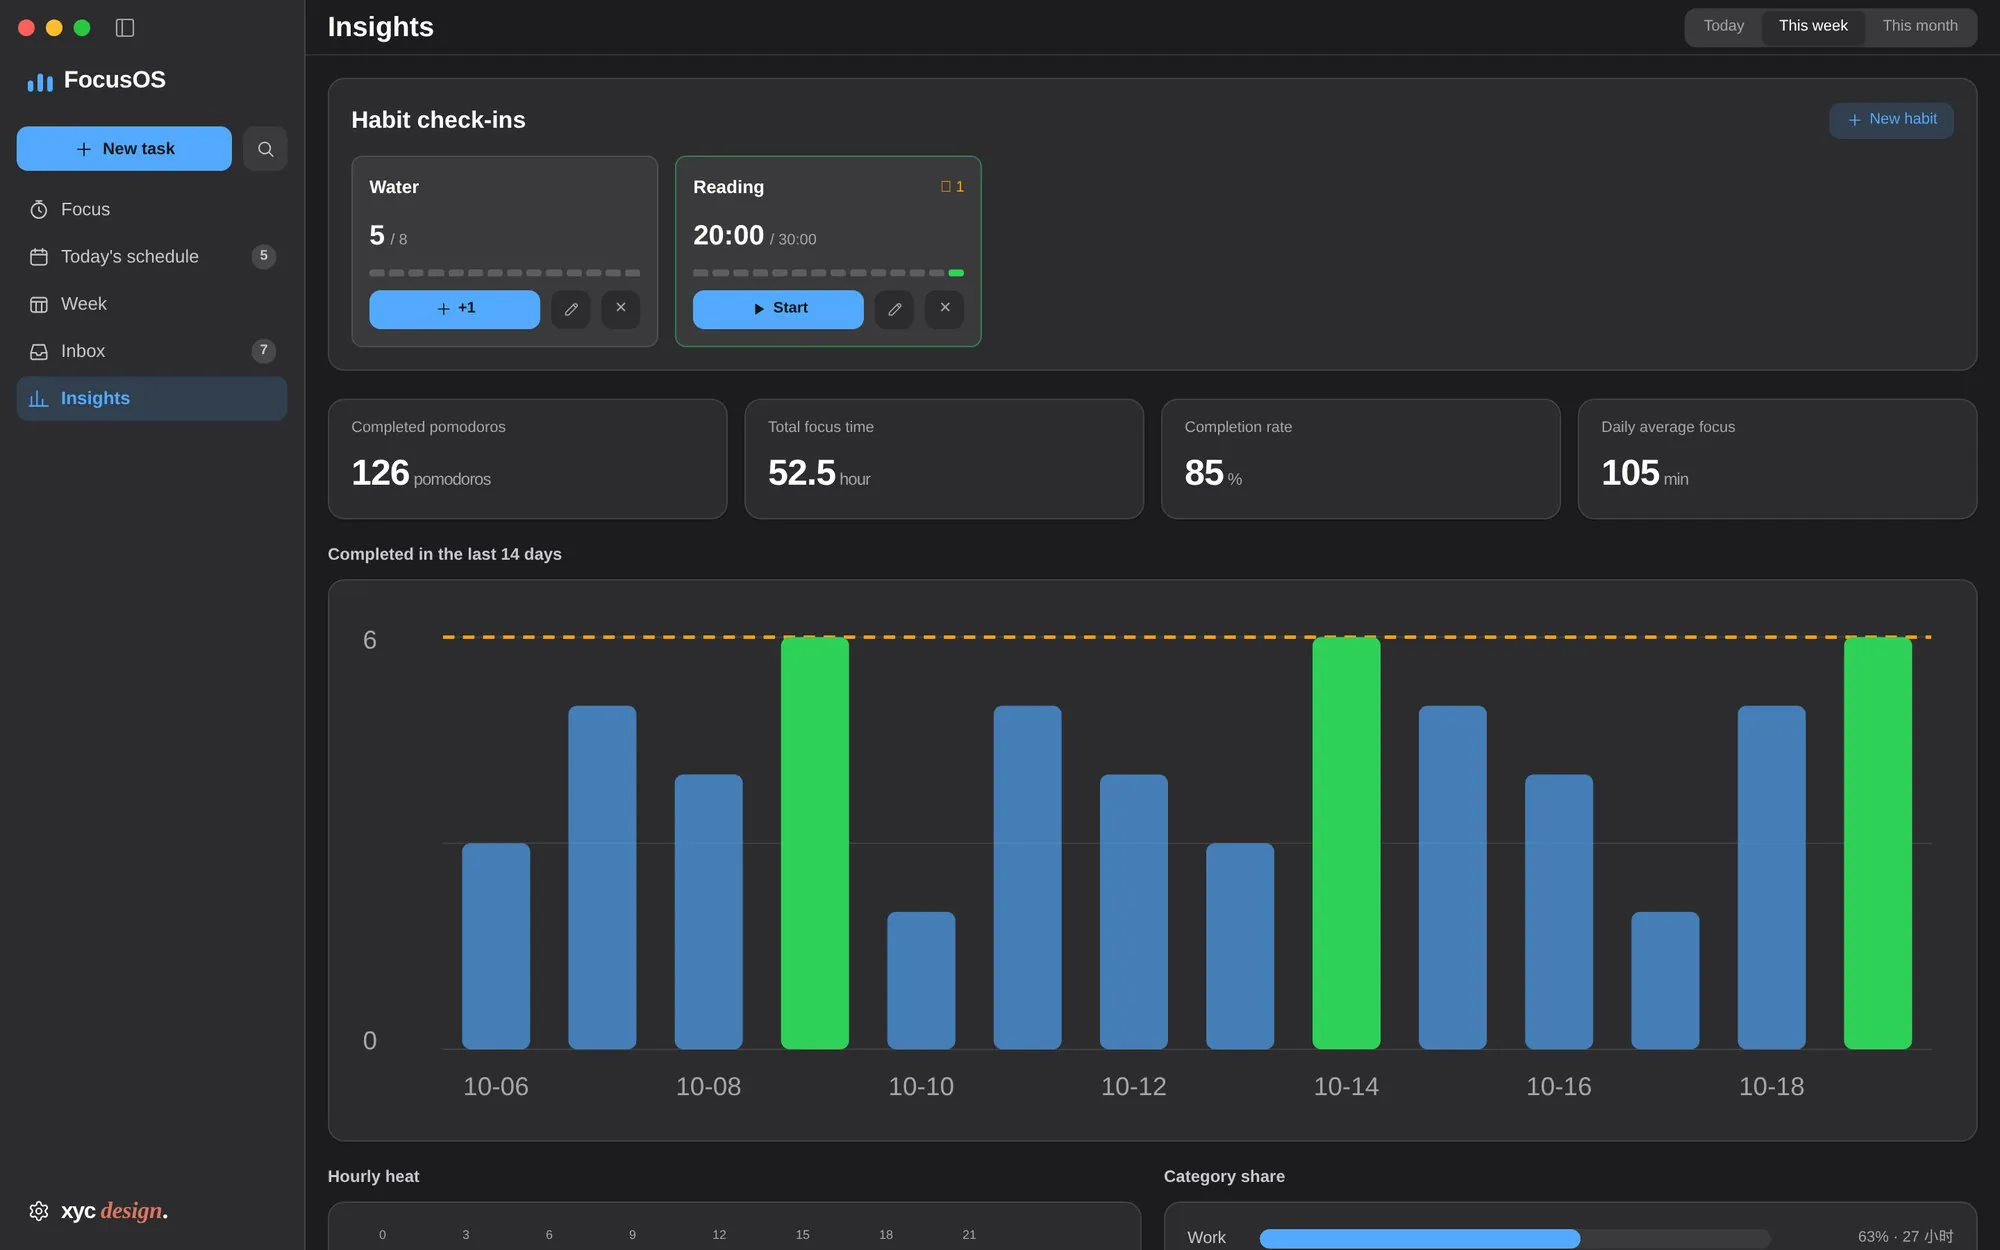 Insights
Today
This week
This month
FocusOS
New task
Focus
Today's schedule
5
Week
Inbox
7
Insights
xyc design.
Habit check-ins
New habit
Water
5 / 8
+1
Reading
1
20:00 / 30:00
Start
Completed pomodoros
126 pomodoros
Total focus time
52.5 hour
Completion rate
85 %
Daily average focus
105 min
Completed in the last 14 days
6
0
10-06
10-08
10-10
10-12
10-14
10-16
10-18
Hourly heat
0
3
6
9
12
15
18
21
Category share
Work
63% · 27 小时